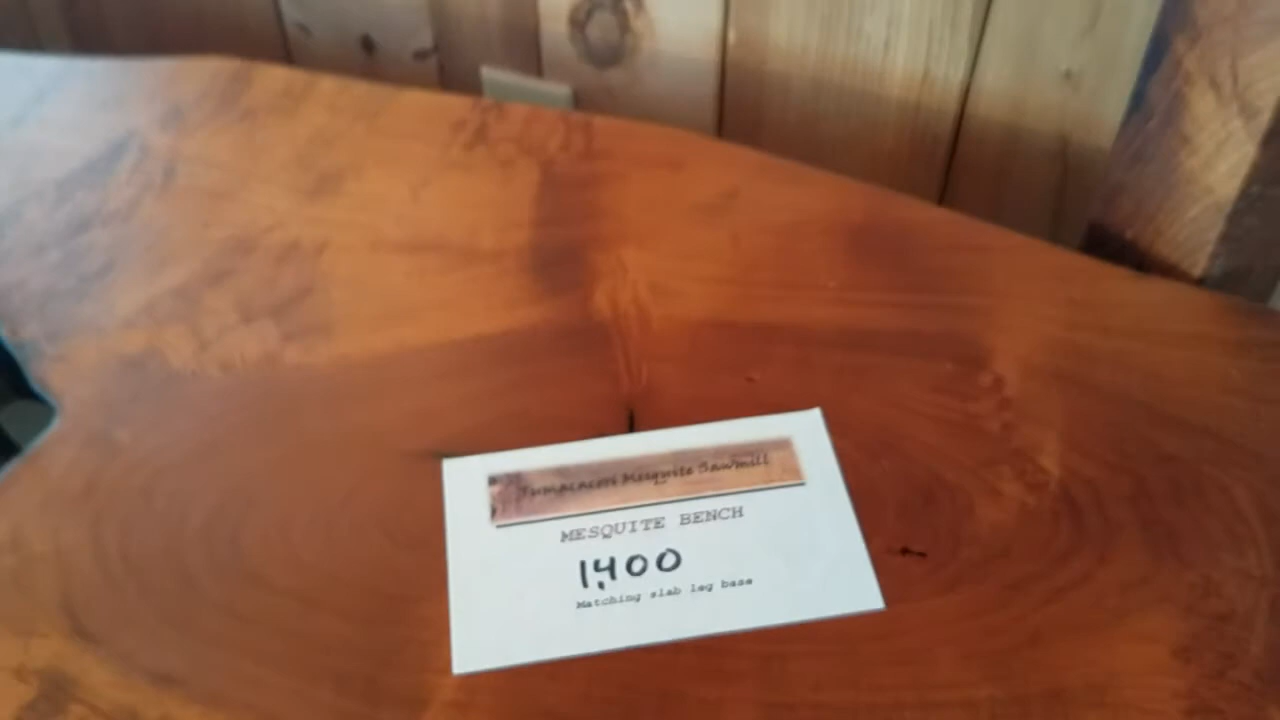 Tumacacori Mesquite Sawmill
MESQUITE BENCH
1,400
Matching slab leg base